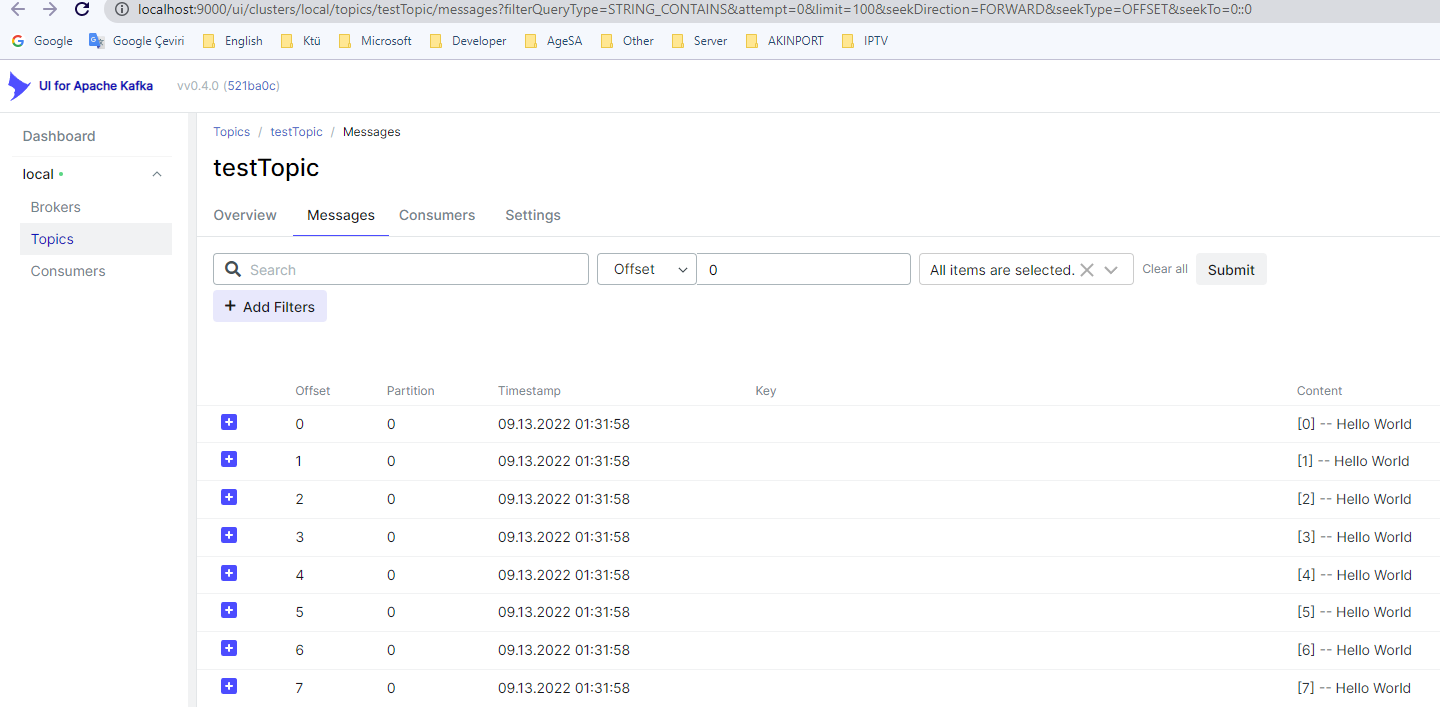 localhost:9000/ui/clusters/local/topics/testTopic/messages?filterQueryType=STRING_CONTAINS&attempt=0&limit=100&seekDirection=FORWARD&seekType=OFFSET&seekTo=0::0
Google Google Çeviri English Ktü Microsoft Developer AgeSA Other Server AKINPORT IPTV
UI for Apache Kafka vv0.4.0 (521ba0c)
Dashboard
local
Brokers
Topics
Consumers
Topics / testTopic / Messages
testTopic
Overview Messages Consumers Settings
Search Offset 0 All items are selected. Clear all Submit
+ Add Filters
Offset Partition Timestamp Key Content
0 0 09.13.2022 01:31:58 [0] -- Hello World
1 0 09.13.2022 01:31:58 [1] -- Hello World
2 0 09.13.2022 01:31:58 [2] -- Hello World
3 0 09.13.2022 01:31:58 [3] -- Hello World
4 0 09.13.2022 01:31:58 [4] -- Hello World
5 0 09.13.2022 01:31:58 [5] -- Hello World
6 0 09.13.2022 01:31:58 [6] -- Hello World
7 0 09.13.2022 01:31:58 [7] -- Hello World